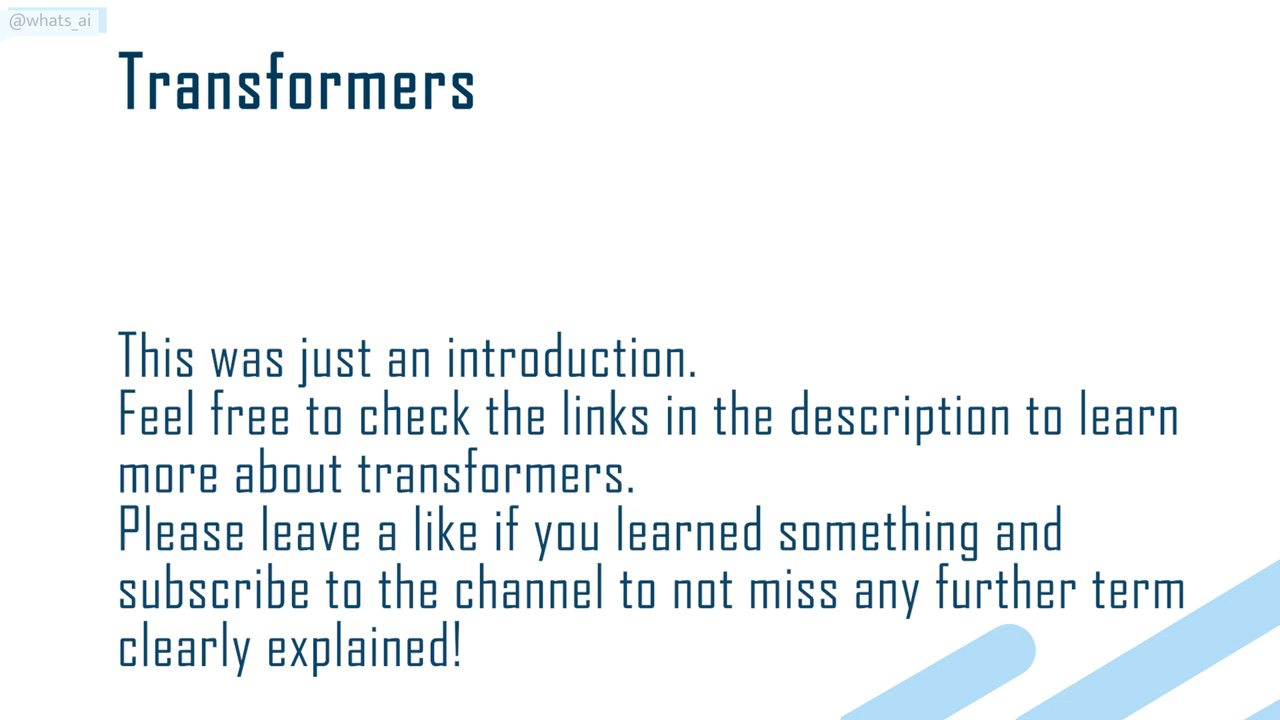 @whats_ai
Transformers
This was just an introduction.
Feel free to check the links in the description to learn
more about transformers.
Please leave a like if you learned something and
subscribe to the channel to not miss any further term
clearly explained!